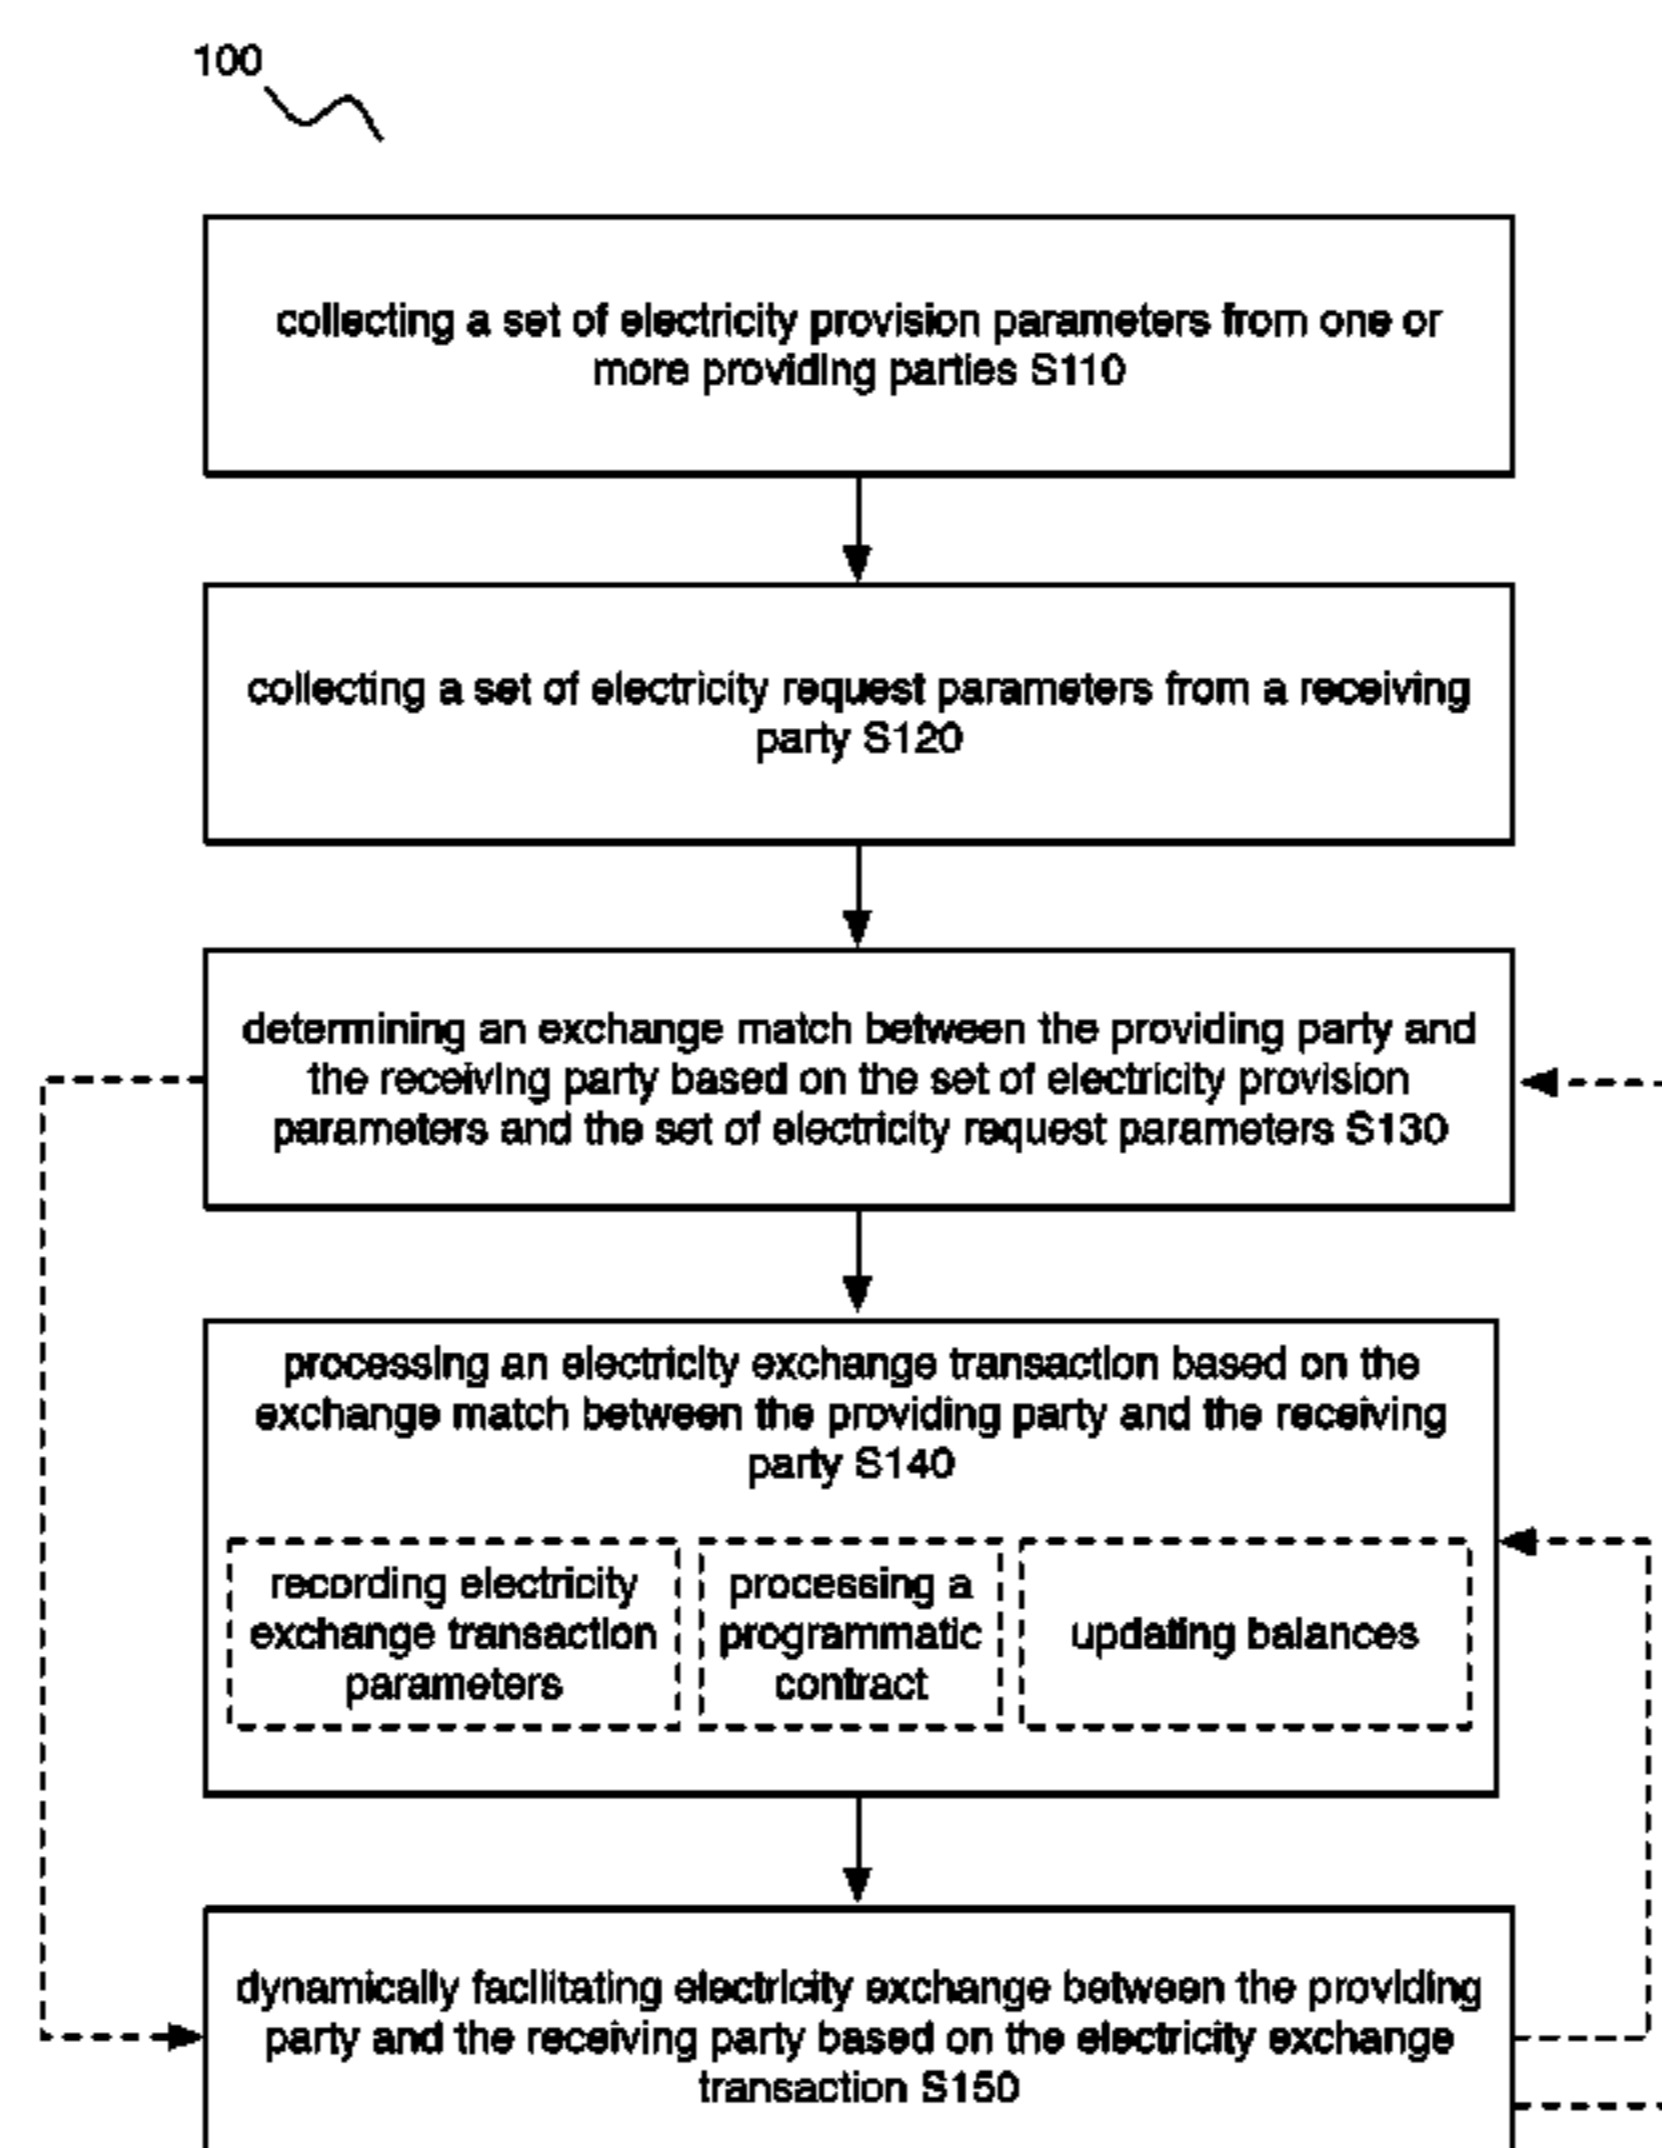 100
collecting a set of electricity provision parameters from one or
more providing parties S110
collecting a set of electricity request parameters from a receiving
party S120
determining an exchange match between the providing party and
the receiving party based on the set of electricity provision
parameters and the set of electricity request parameters S130
processing an electricity exchange transaction based on the
exchange match between the providing party and the receiving
party S140
recording electricity
exchange transaction
parameters
processing a
programmatic
contract
updating balances
dynamically facilitating electricity exchange between the providing
party and the receiving party based on the electricity exchange
transaction S150